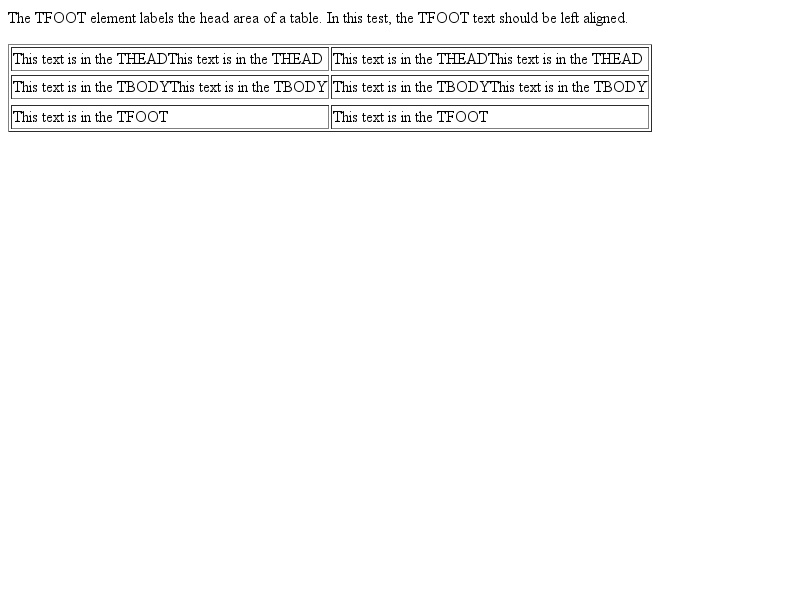 The TFOOT element labels the head area of a table. In this test, the TFOOT text should be left aligned.
This text is in the THEADThis text is in the THEAD This text is in the THEADThis text is in the THEAD
This text is in the TBODYThis text is in the TBODY This text is in the TBODYThis text is in the TBODY
This text is in the TFOOT This text is in the TFOOT